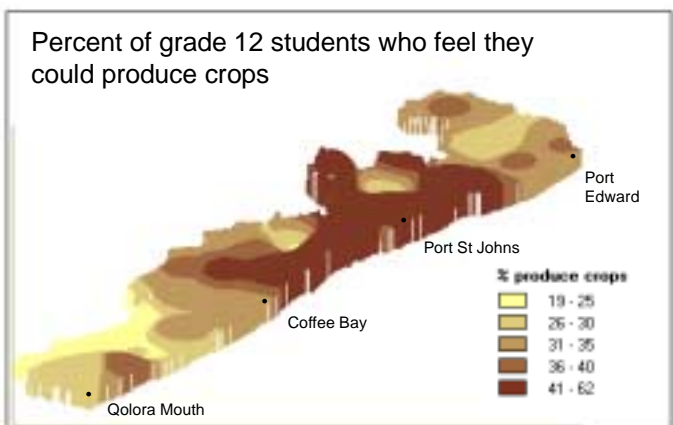 Percent of grade 12 students who feel they
could produce crops
Port
Edward
Port St Johns
% produce crops
19 - 25
Coffee Bay
26 - 30
31 - 35
36 - 40
41 - 62
Qolora Mouth